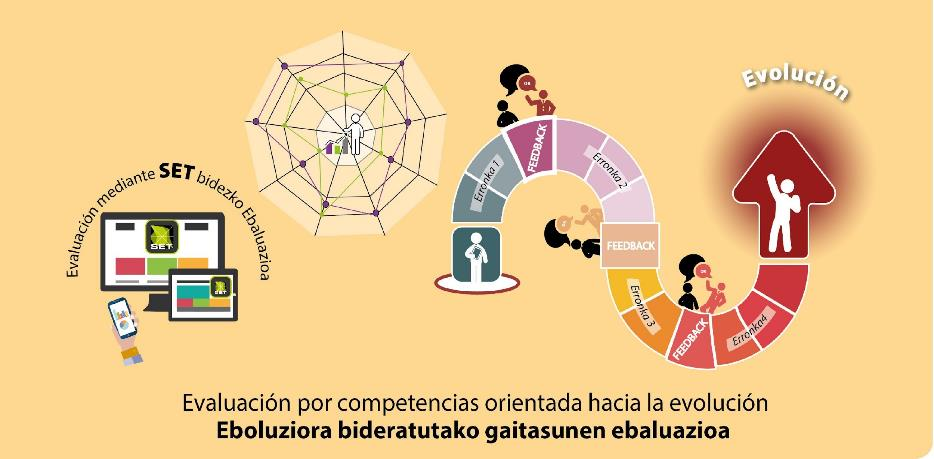 Evolución
Evaluación mediante SET bidezko Ebaluazioa
SET
SET
Erronka 1
FEEDBACK
Erronka 2
FEEDBACK
Erronka 3
FEEDBACK
Erronka4
Evaluación por competencias orientada hacia la evolución
Eboluziora bideratutako gaitasunen ebaluazioa